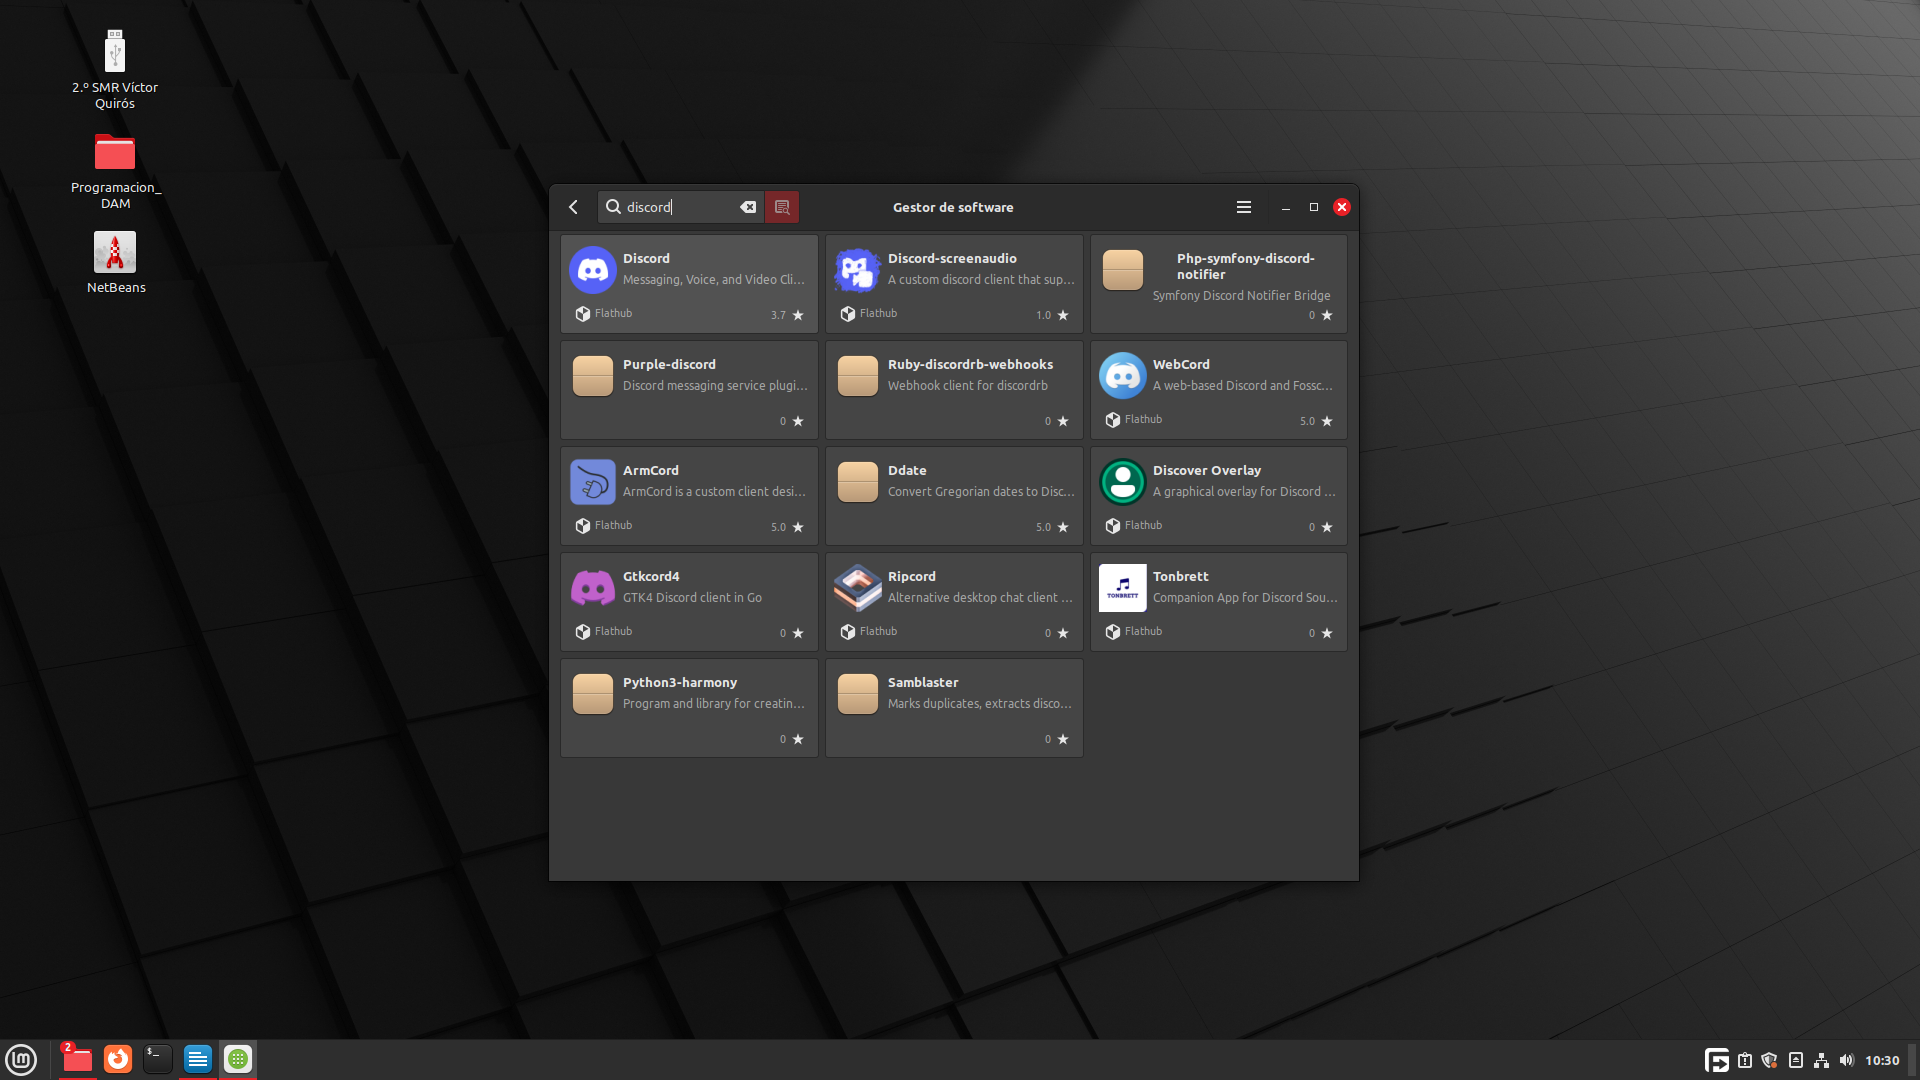 2.º SMR Víctor
Quirós
Programacion_
DAM
NetBeans
discord
Gestor de software
Discord
Messaging, Voice, and Video Cli...
Flathub
3.7
Discord-screenaudio
A custom discord client that sup...
Flathub
1.0
Php-symfony-discord-
notifier
Symfony Discord Notifier Bridge
0
Purple-discord
Discord messaging service plugi...
0
Ruby-discordrb-webhooks
Webhook client for discordrb
0
WebCord
A web-based Discord and Fossc...
Flathub
5.0
ArmCord
ArmCord is a custom client desi...
Flathub
5.0
Ddate
Convert Gregorian dates to Disc...
5.0
Discover Overlay
A graphical overlay for Discord ...
Flathub
0
Gtkcord4
GTK4 Discord client in Go
Flathub
0
Ripcord
Alternative desktop chat client ...
Flathub
0
TONBRETT
Tonbrett
Companion App for Discord Sou...
Flathub
0
Python3-harmony
Program and library for creatin...
0
Samblaster
Marks duplicates, extracts disco...
0
2
$_
10:30